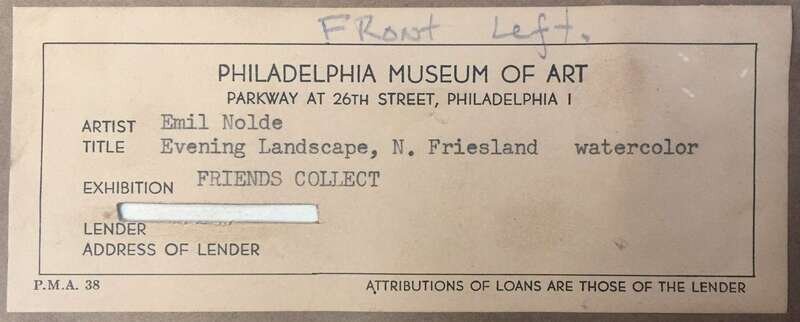 FRont Left.
PHILADELPHIA MUSEUM OF ART
PARKWAY AT 26TH STREET, PHILADELPHIA 1
ARTIST Emil Nolde
TITLE Evening Landscape, N. Friesland watercolor
EXHIBITION FRIENDS COLLECT
LENDER
ADDRESS OF LENDER
P.M.A. 38 ATTRIBUTIONS OF LOANS ARE THOSE OF THE LENDER